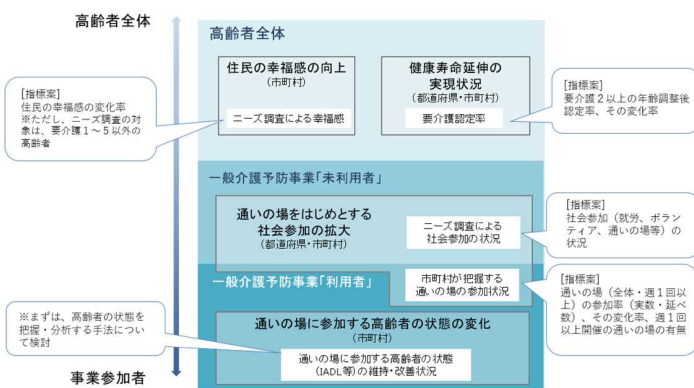 高齢者全体
高齢者全体
住民の幸福感の向上
(市町村)
ニーズ調査による幸福感
健康寿命延伸の
実現状況
(都道府県・市町村)
要介護認定率
[指標案]
住民の幸福感の変化率
※ただし、ニーズ調査の対
象は、要介護1~5以外の
高齢者
[指標案]
要介護2以上の年齢調整後
認定率、その変化率
一般介護予防事業「未利用者」
通いの場をはじめとする
社会参加の拡大
(都道府県・市町村)
ニーズ調査による
社会参加の状況
[指標案]
社会参加(就労、ボラン
ティア、通いの場等)の
状況
一般介護予防事業「利用者」
市町村が把握する
通いの場の参加状況
[指標案]
通いの場(全体・週1回以
上)の参加率(実数・延べ
数)、その変化率、週1回
以上開催の通いの場の有無
※まずは、高齢者の状態を
把握・分析する手法につい
て検討
通いの場に参加する高齢者の状態の変化
(市町村)
通いの場に参加する高齢者の状態
(IADL等)の維持・改善状況
事業参加者